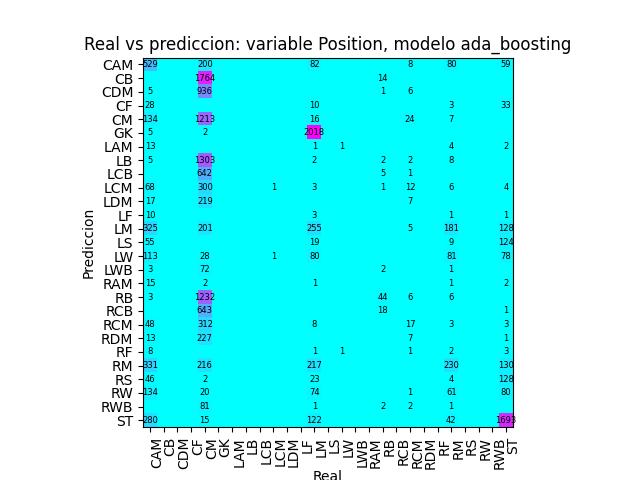 Real vs prediccion: variable Position, modelo ada_boosting
CAM 529 200 82 8 80 59
CB 1764 14
CDM 5 936 1 6
CF 28 10 3 33
CM 134 1213 16 24 7
GK 5 2 2018
LAM 13 1 1 4 2
LB 5 1303 2 2 2 8
LCB 642 5 1
LCM 68 300 1 3 1 12 6 4
LDM 17 219 7
LF 10 3 1 1
LM 325 201 255 5 181 128
LS 55 19 9 124
LW 113 28 1 80 81 78
LWB 3 72 2 1
RAM 15 2 1 1 2
RB 3 1232 44 6 6
RCB 643 18 1
RCM 48 312 8 17 3 3
RDM 13 227 7 1
RF 8 1 1 1 2 3
RM 331 216 217 230 130
RS 46 2 23 4 128
RW 134 20 74 1 61 80
RWB 81 1 2 2 1
ST 280 15 122 42 1693
Prediccion
CAM CB CDM CF CM GK LAM LB LCB LCM LDM LF LM LS LW LWB RAM RB RCB RCM RDM RF RM RS RW RWB ST
Real